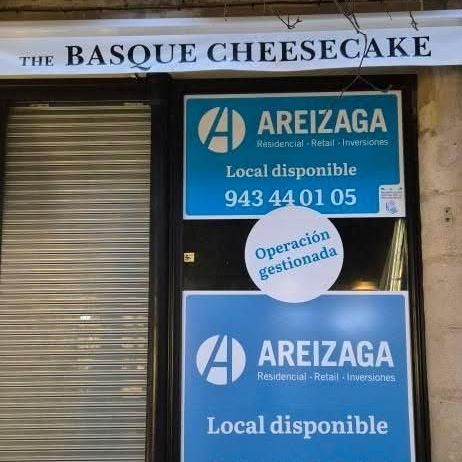 THE BASQUE CHEESECAKE
AREIZAGA
Residencial - Retail - Inversiones
Local disponible
943 44 01 05
Operación
gestionada
AREIZAGA
Residencial - Retail - Inversiones
Local disponible